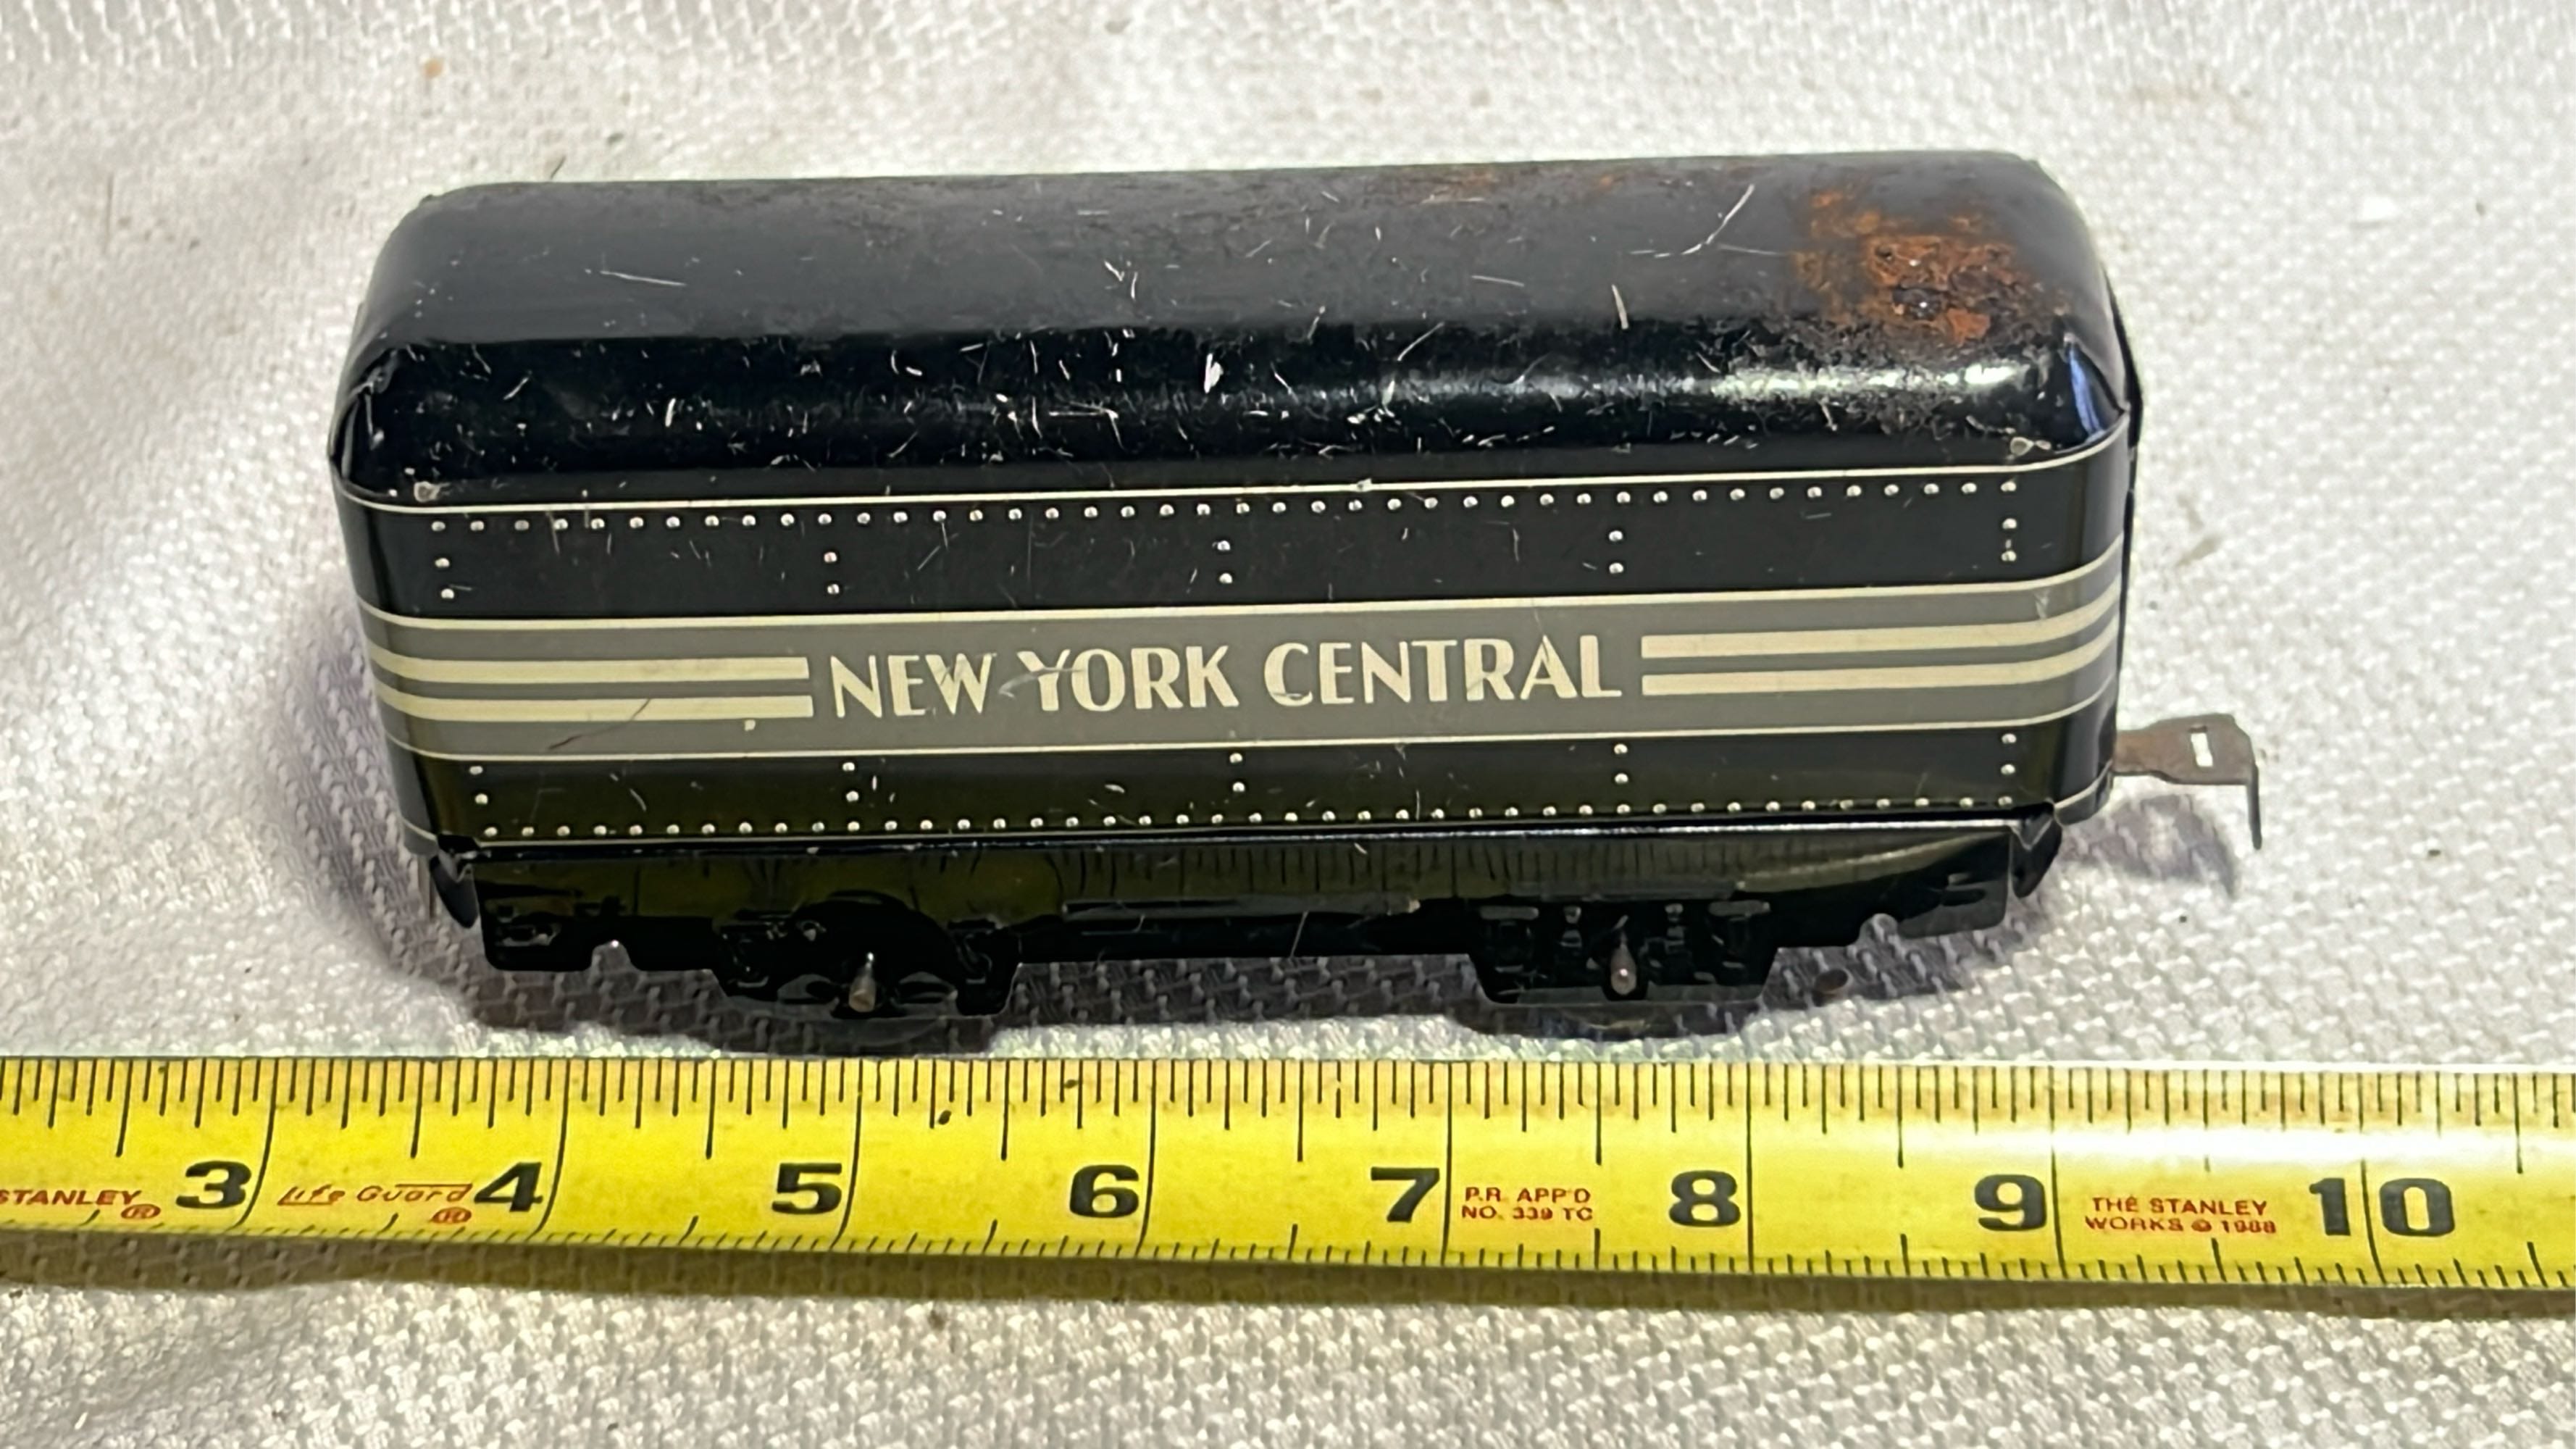 NEW YORK CENTRAL
STANLEY® 3 Life Guard® 4 5 6 7 P.R. APP'D NO. 339 TC 8 9 THE STANLEY WORKS © 1988 10